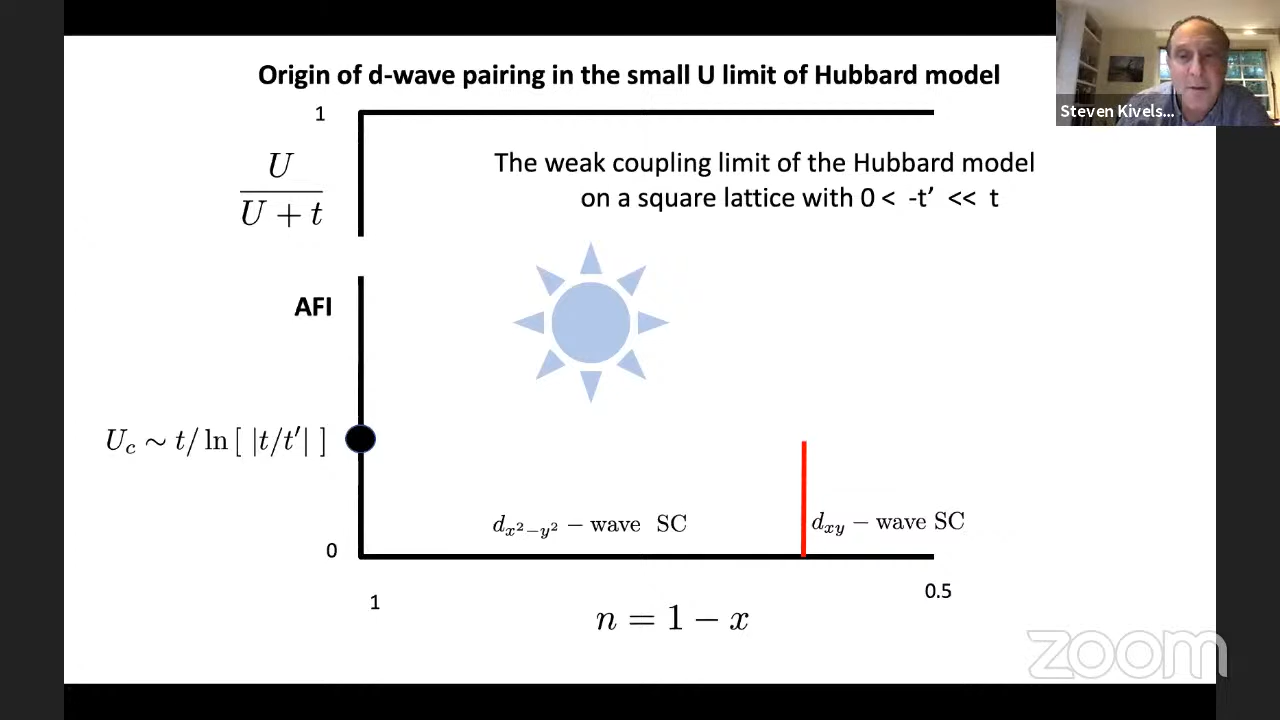 Origin of d-wave pairing in the small U limit of Hubbard model
Steven Kivels...
1
U
U + t
The weak coupling limit of the Hubbard model
on a square lattice with 0 < -t′ << t
AFI
U_c ∼ t/ ln [ |t/t′| ]
d_{x²−y²} − wave SC
d_{xy} − wave SC
0
1
0.5
n = 1 − x
zoom